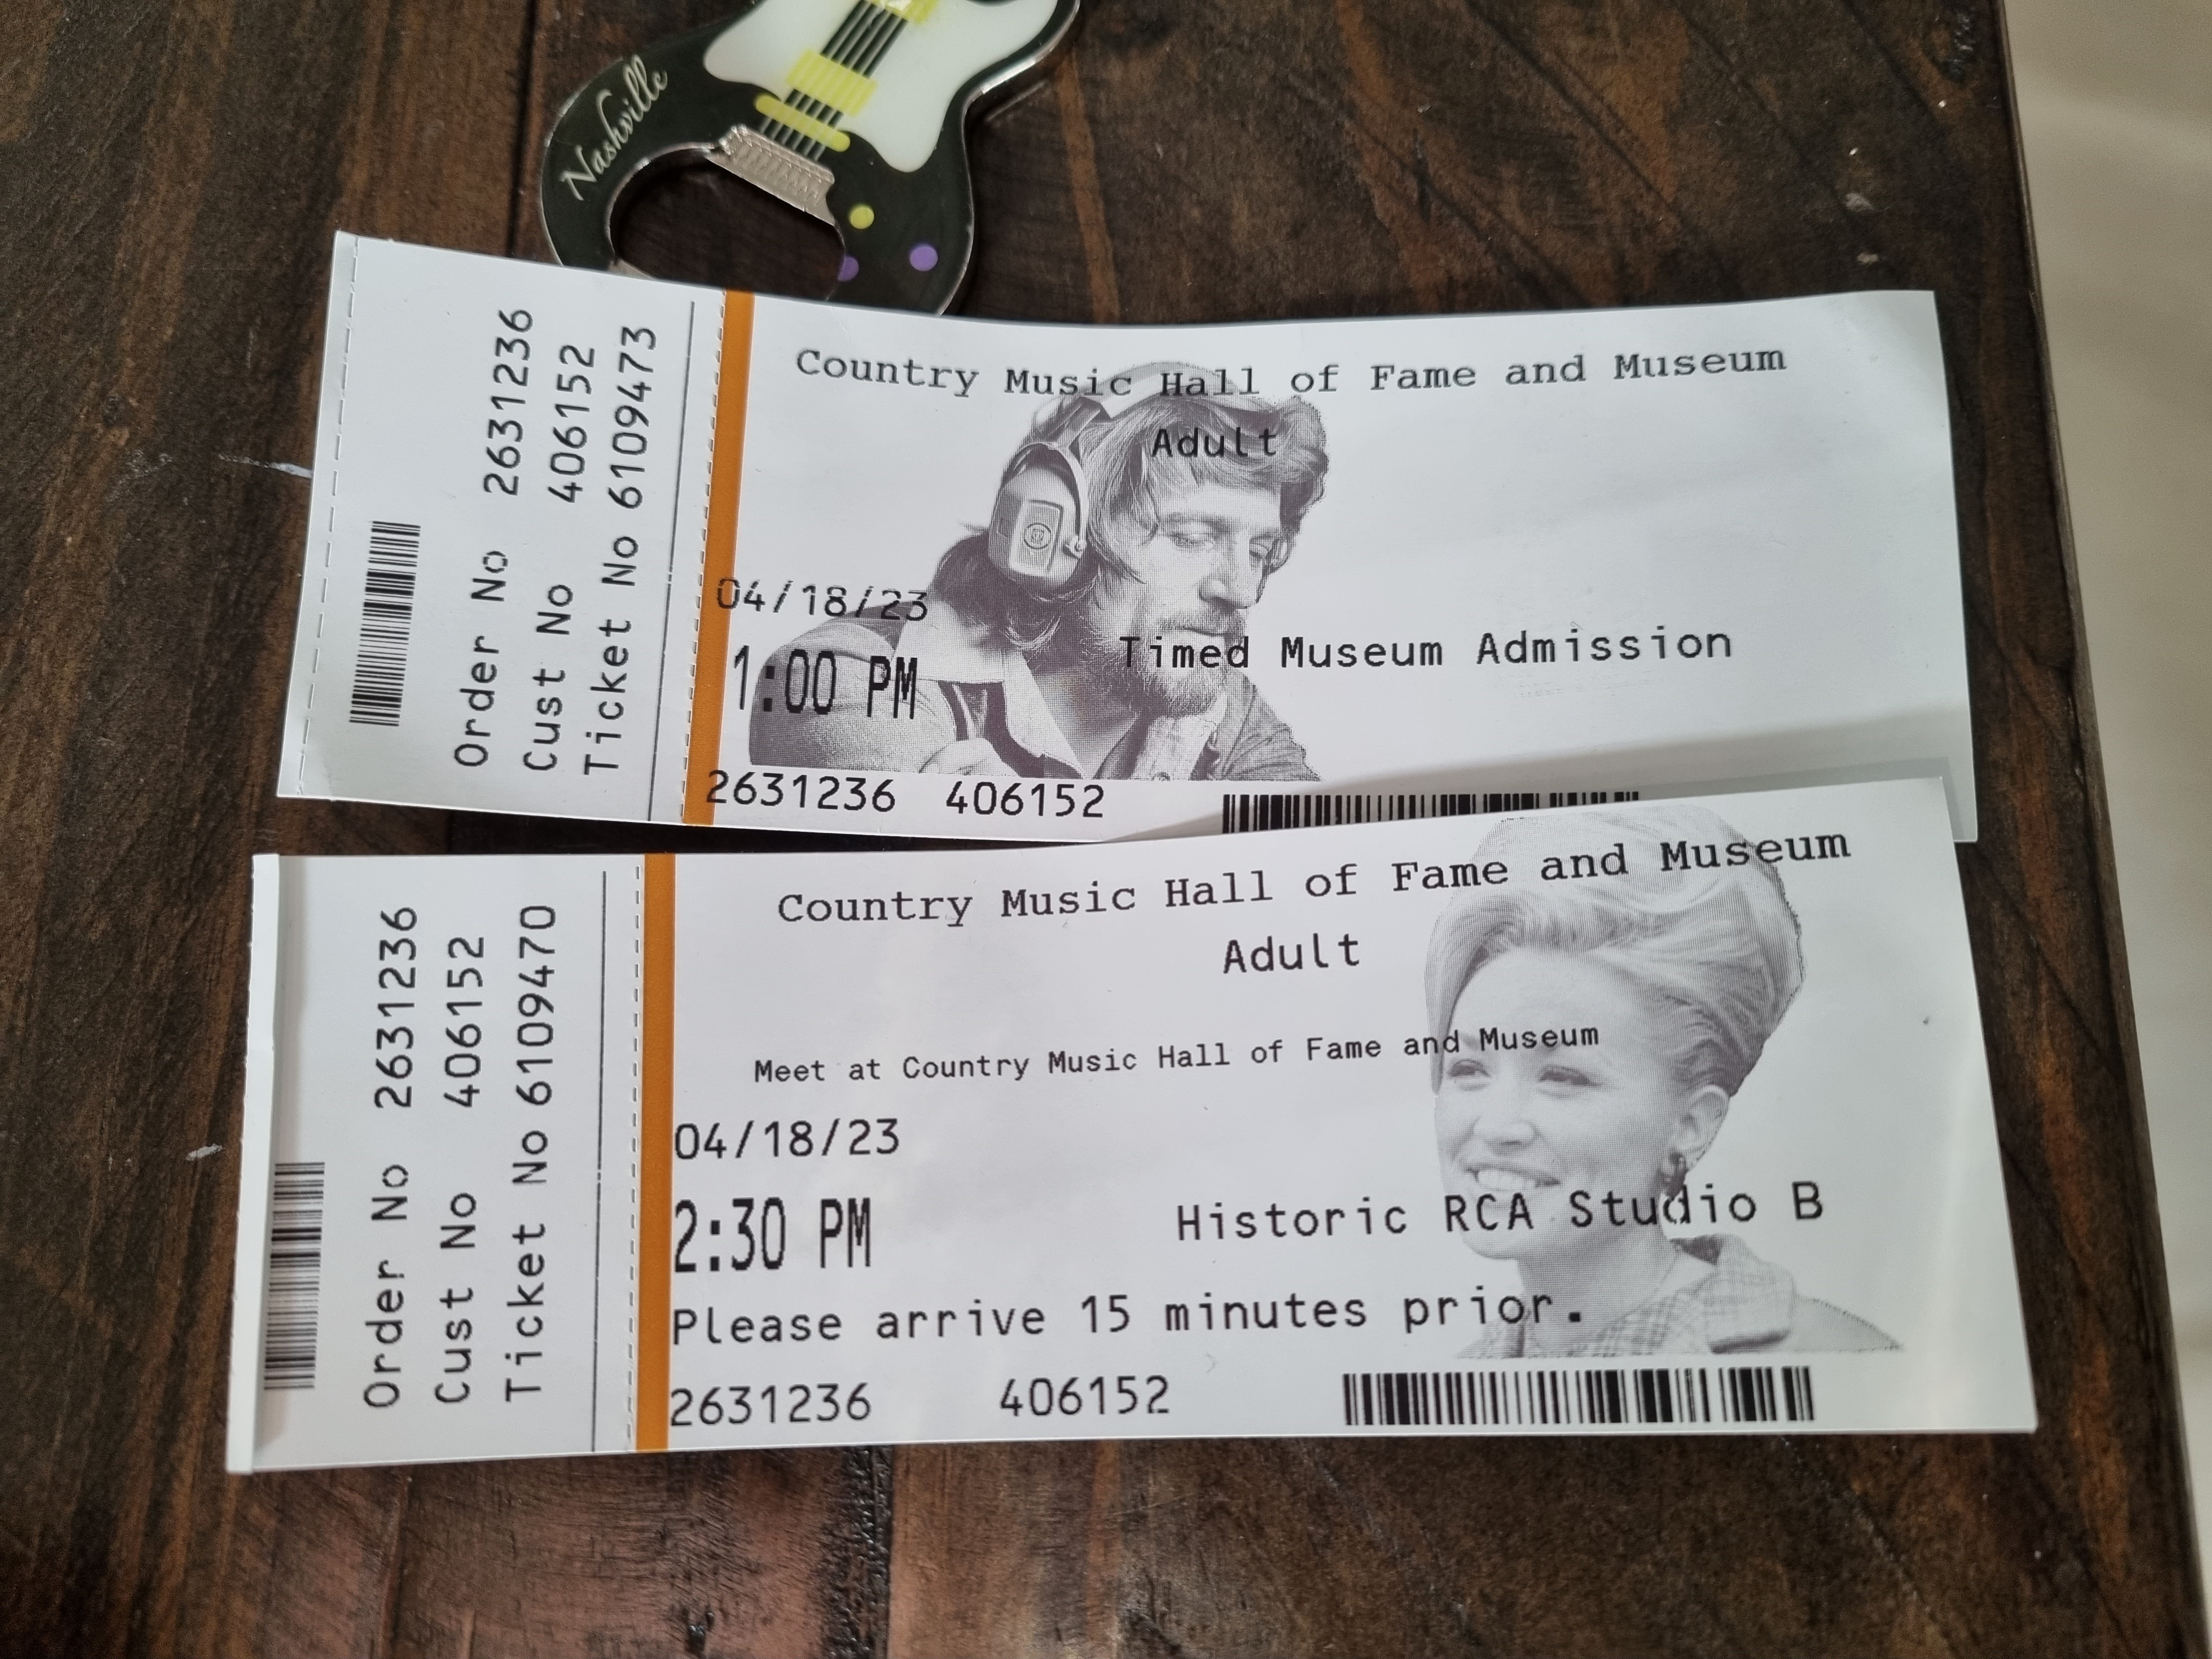 Nashville
Order No 2631236
Cust No 406152
Ticket No 6109473
Country Music Hall of Fame and Museum
Adult
04/18/23
1:00 PM
Timed Museum Admission
2631236 406152
Order No 2631236
Cust No 406152
Ticket No 6109470
Country Music Hall of Fame and Museum
Adult
Meet at Country Music Hall of Fame and Museum
04/18/23
2:30 PM
Historic RCA Studio B
Please arrive 15 minutes prior.
2631236 406152